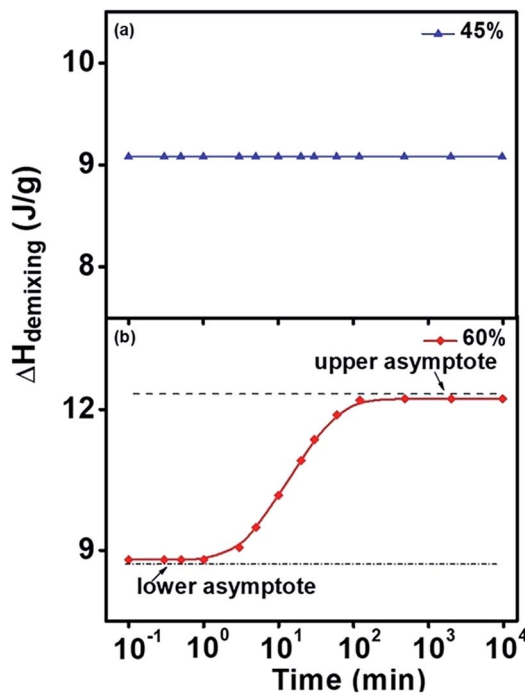 (a)
45%
10
9
8
ΔH_demixing (J/g)
(b)
60%
upper asymptote
12
9
lower asymptote
10⁻¹ 10⁰ 10¹ 10² 10³ 10⁴
Time (min)